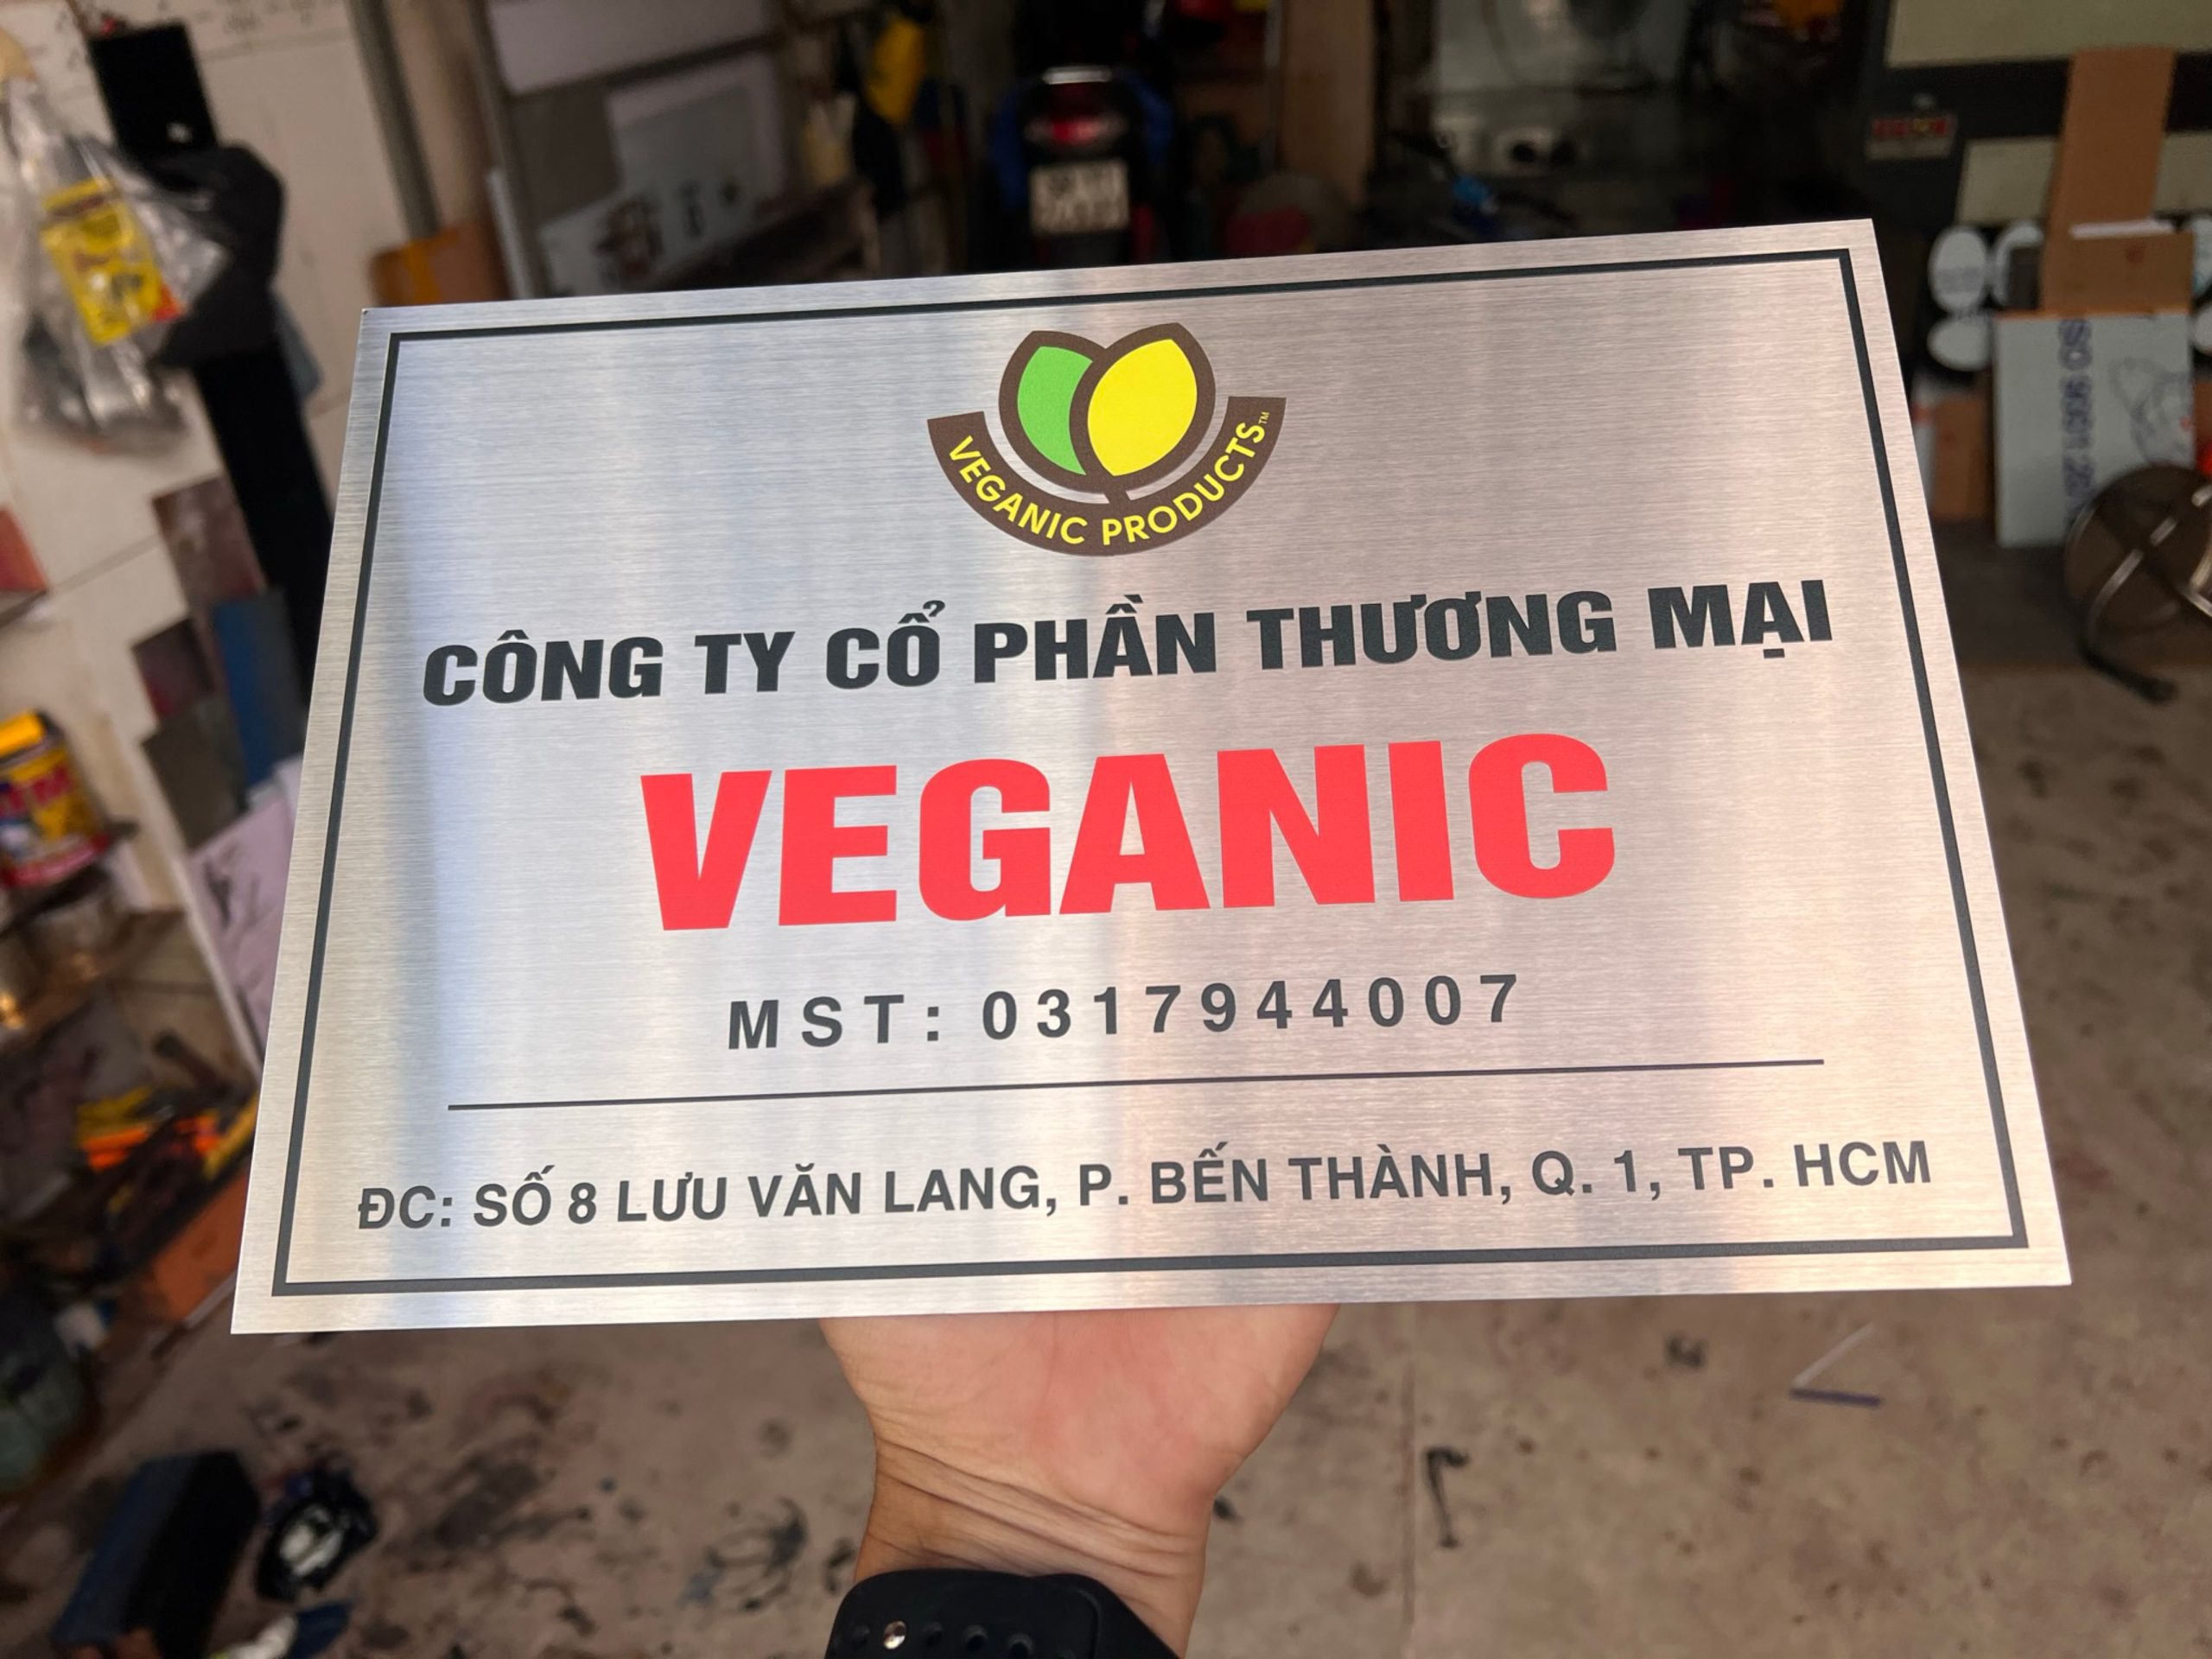 VEGANIC PRODUCTS™
CÔNG TY CỔ PHẦN THƯƠNG MẠI
VEGANIC
MST: 0317944007
ĐC: SỐ 8 LƯU VĂN LANG, P. BẾN THÀNH, Q. 1, TP. HCM